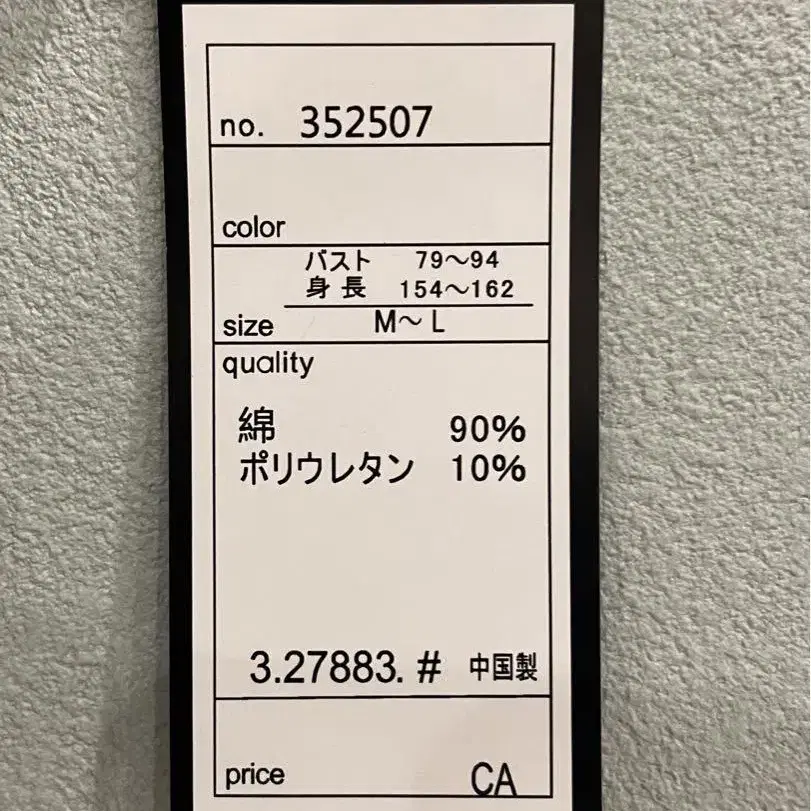 no. 352507
color
バスト 79～94
身長 154～162
size M～L
quality
綿 90%
ポリウレタン 10%
3.27883.# 中国製
price CA